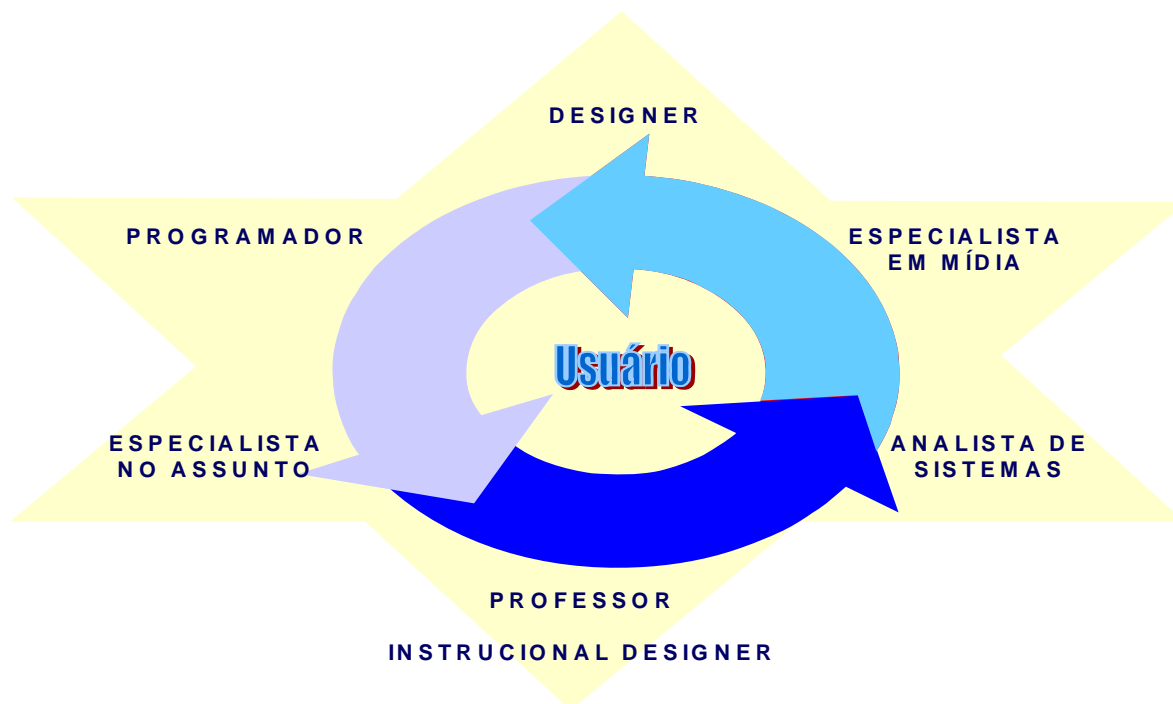 DESIGNER
PROGRAMADOR
ESPECIALISTA
EM MÍDIA
Usuário
ESPECIALISTA
NO ASSUNTO
ANALISTA DE
SISTEMAS
PROFESSOR
INSTRUCIONAL DESIGNER